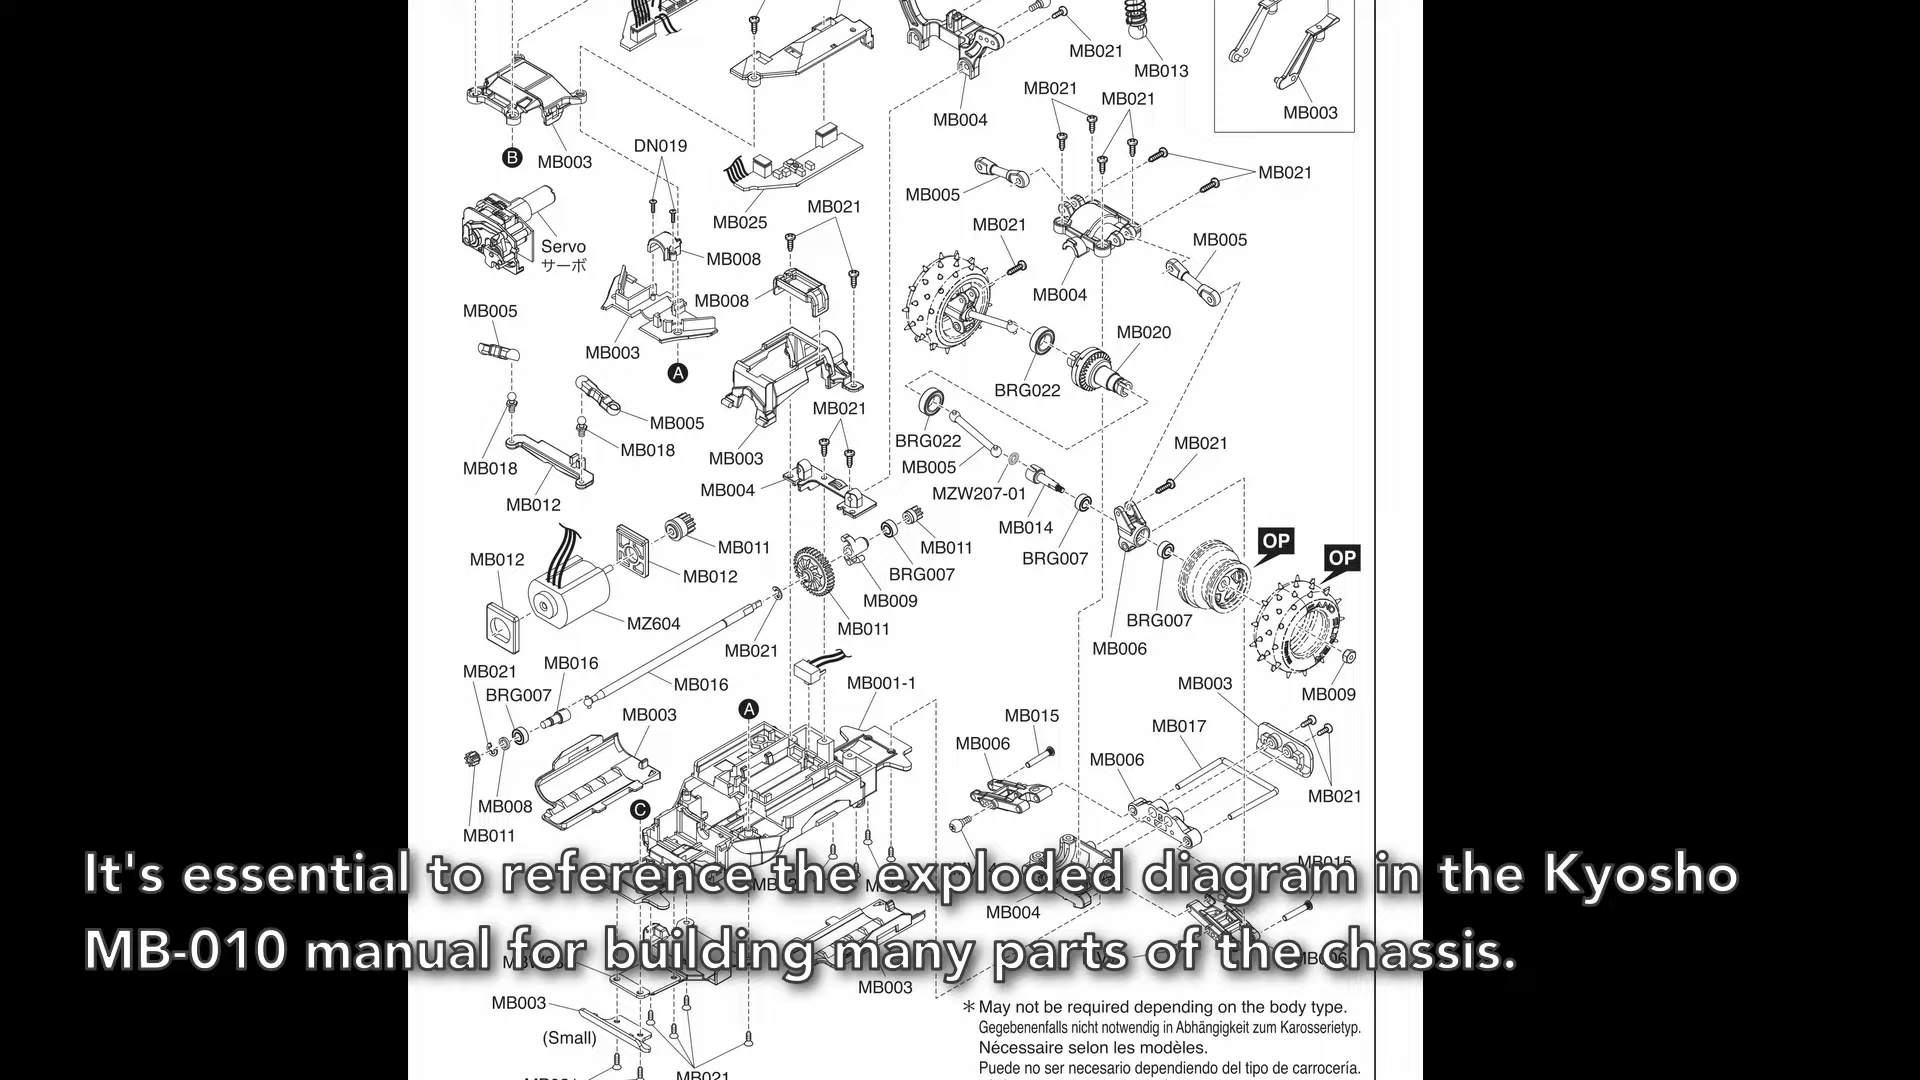 MB021
MB013
MB003
MB004
MB021
MB021
DN019
B
MB003
MB021
MB005
MB025
MB021
MB021
MB005
Servo
サーボ
MB008
MB008
MB004
MB005
MB003
MB020
A
BRG022
MB021
MB005
MB018
MB003
BRG022
MB021
MB018
MB005
MB012
MB004
MZW207-01
MB014
MB011
MB011
OP
MB012
MB012
BRG007
BRG007
OP
MB009
MZ604
MB011
BRG007
MB021
MB006
MB016
MB021
BRG007
MB016
MB001-1
MB003
MB009
MB003
A
MB015
MB017
MB006
MB006
MB008
C
MB021
MB011
It's essential to reference the exploded diagram in the Kyosho
MB015
MB004
MB-010 manual for building many parts of the chassis.
MB003
MB003
(Small)
MB021
＊May not be required depending on the body type.
Gegebenenfalls nicht notwendig in Abhängigkeit zum Karosserietyp.
Nécessaire selon les modèles.
Puede no ser necesario dependiendo del tipo de carrocería.